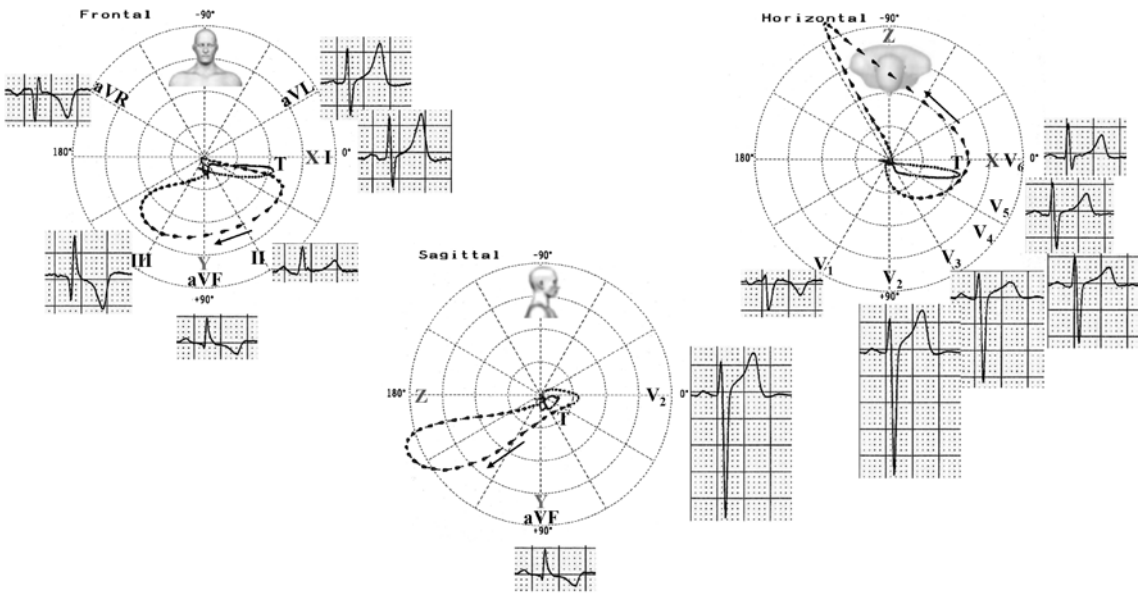 Frontal
-90°
aVR
aVL
180°
T
X I
0°
III
II
Y
aVF
+90°
Sagittal
-90°
180°
Z
V2
0°
T
Y
aVF
+90°
Horizontal
-90°
Z
180°
T
X V6
0°
V5
V4
V3
V1
V2
+90°